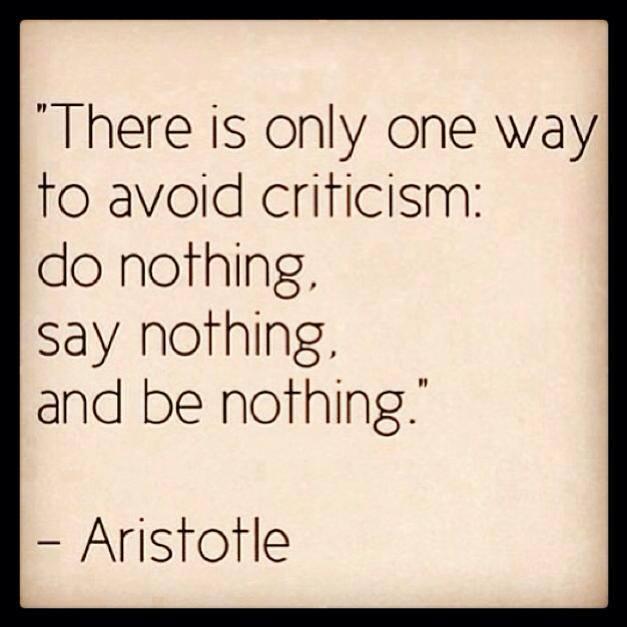 "There is only one way
to avoid criticism:
do nothing,
say nothing,
and be nothing."
- Aristotle